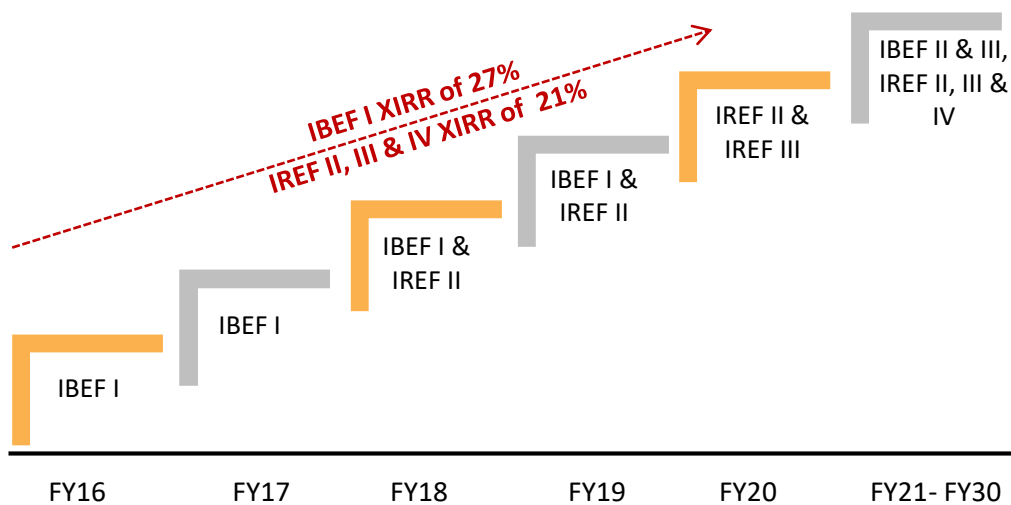 IBEF I XIRR of 27%
IREF II, III & IV XIRR of 21%
IBEF I
IBEF I
IBEF I &
IREF II
IBEF I &
IREF II
IREF II &
IREF III
IBEF II & III,
IREF II, III &
IV
FY16
FY17
FY18
FY19
FY20
FY21- FY30